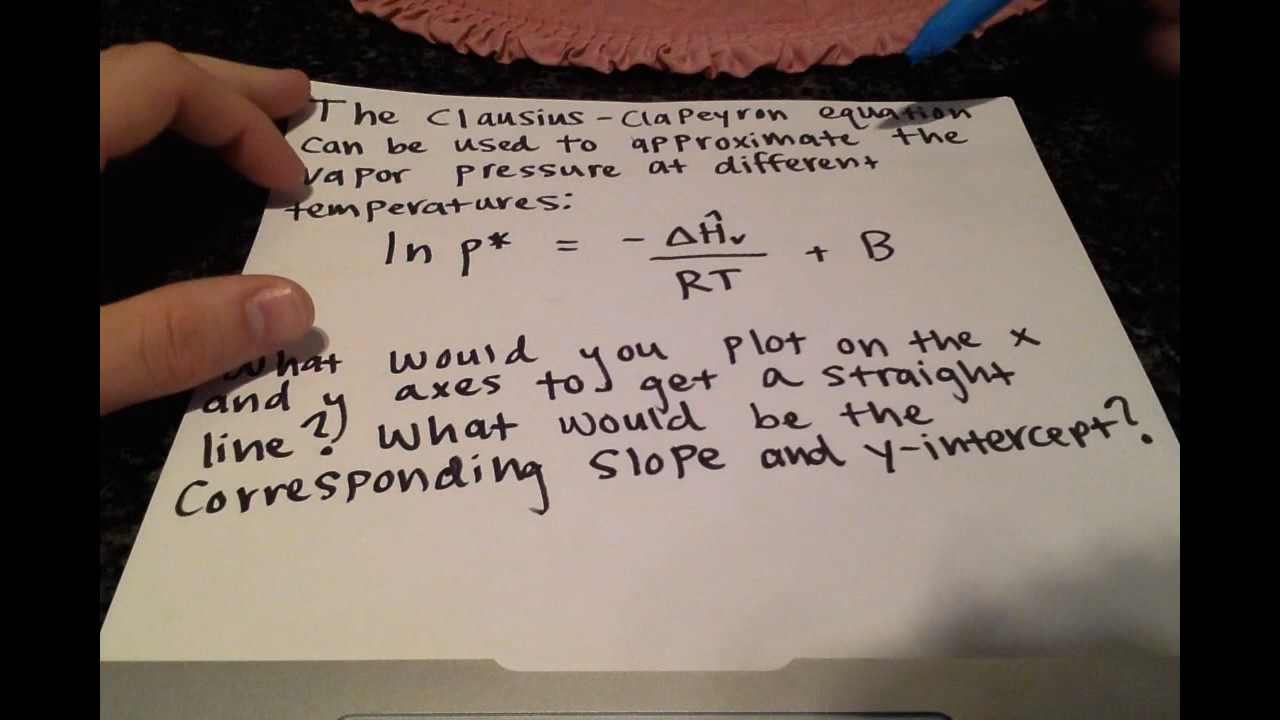 The Clausius-Clapeyron equation
can be used to approximate the
vapor pressure at different
temperatures:
ln p* = - ΔĤv/RT + B
What would you plot on the x
and y axes to get a straight
line? What would be the
Corresponding slope and y-intercept?